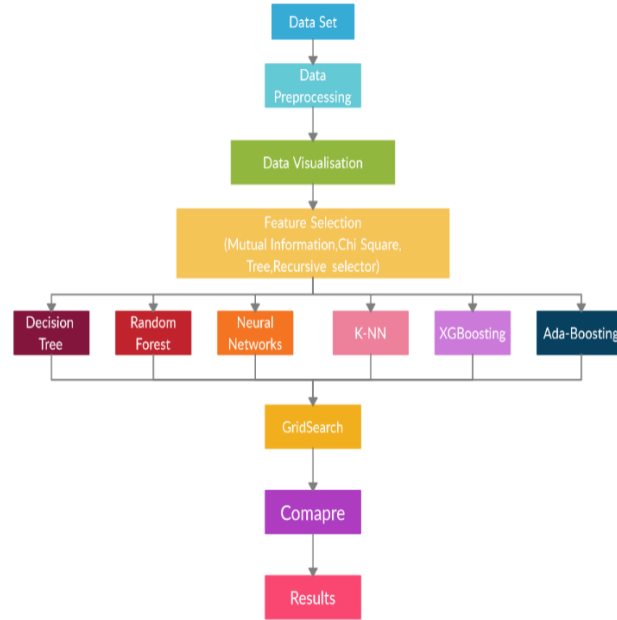 Data Set
Data
Preprocessing
Data Visualisation
Feature Selection
(Mutual Information,Chi Square,
Tree,Recursive selector)
Decision
Tree
Random
Forest
Neural
Networks
K-NN
XGBoosting
Ada-Boosting
GridSearch
Comapre
Results